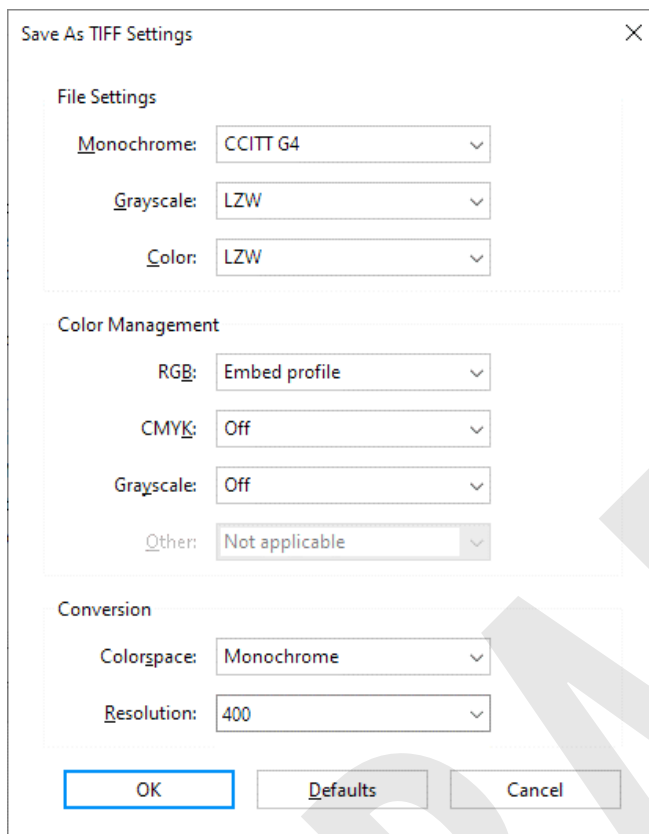 Save As TIFF Settings
File Settings
Monochrome: CCITT G4
Grayscale: LZW
Color: LZW
Color Management
RGB: Embed profile
CMYK: Off
Grayscale: Off
Other: Not applicable
Conversion
Colorspace: Monochrome
Resolution: 400
OK Defaults Cancel